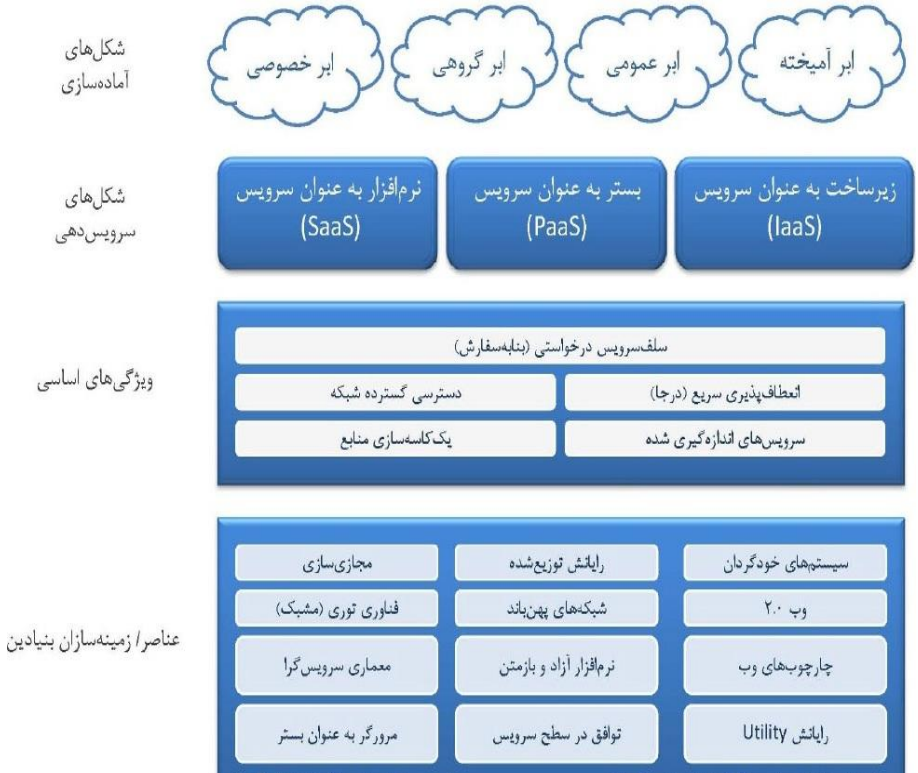 شکل‌های
آماده‌سازی
ابر آمیخته
ابر عمومی
ابر گروهی
ابر خصوصی
شکل‌های
سرویس‌دهی
زیرساخت به عنوان سرویس
(IaaS)
بستر به عنوان سرویس
(PaaS)
نرم‌افزار به عنوان سرویس
(SaaS)
ویژگی‌های اساسی
سلف‌سرویس درخواستی (بنابه‌سفارش)
انعطاف‌پذیری سریع (درجا)
دسترسی گسترده شبکه
سرویس‌های اندازه‌گیری شده
یک‌کاسه‌سازی منابع
عناصر/ زمینه‌سازان بنیادین
سیستم‌های خودگردان
رایانش توزیع‌شده
مجازی‌سازی
وب ۲.۰
شبکه‌های پهن‌باند
فناوری توری (مشبک)
چارچوب‌های وب
نرم‌افزار آزاد و بازمتن
معماری سرویس‌گرا
رایانش Utility
توافق در سطح سرویس
مرورگر به عنوان بستر